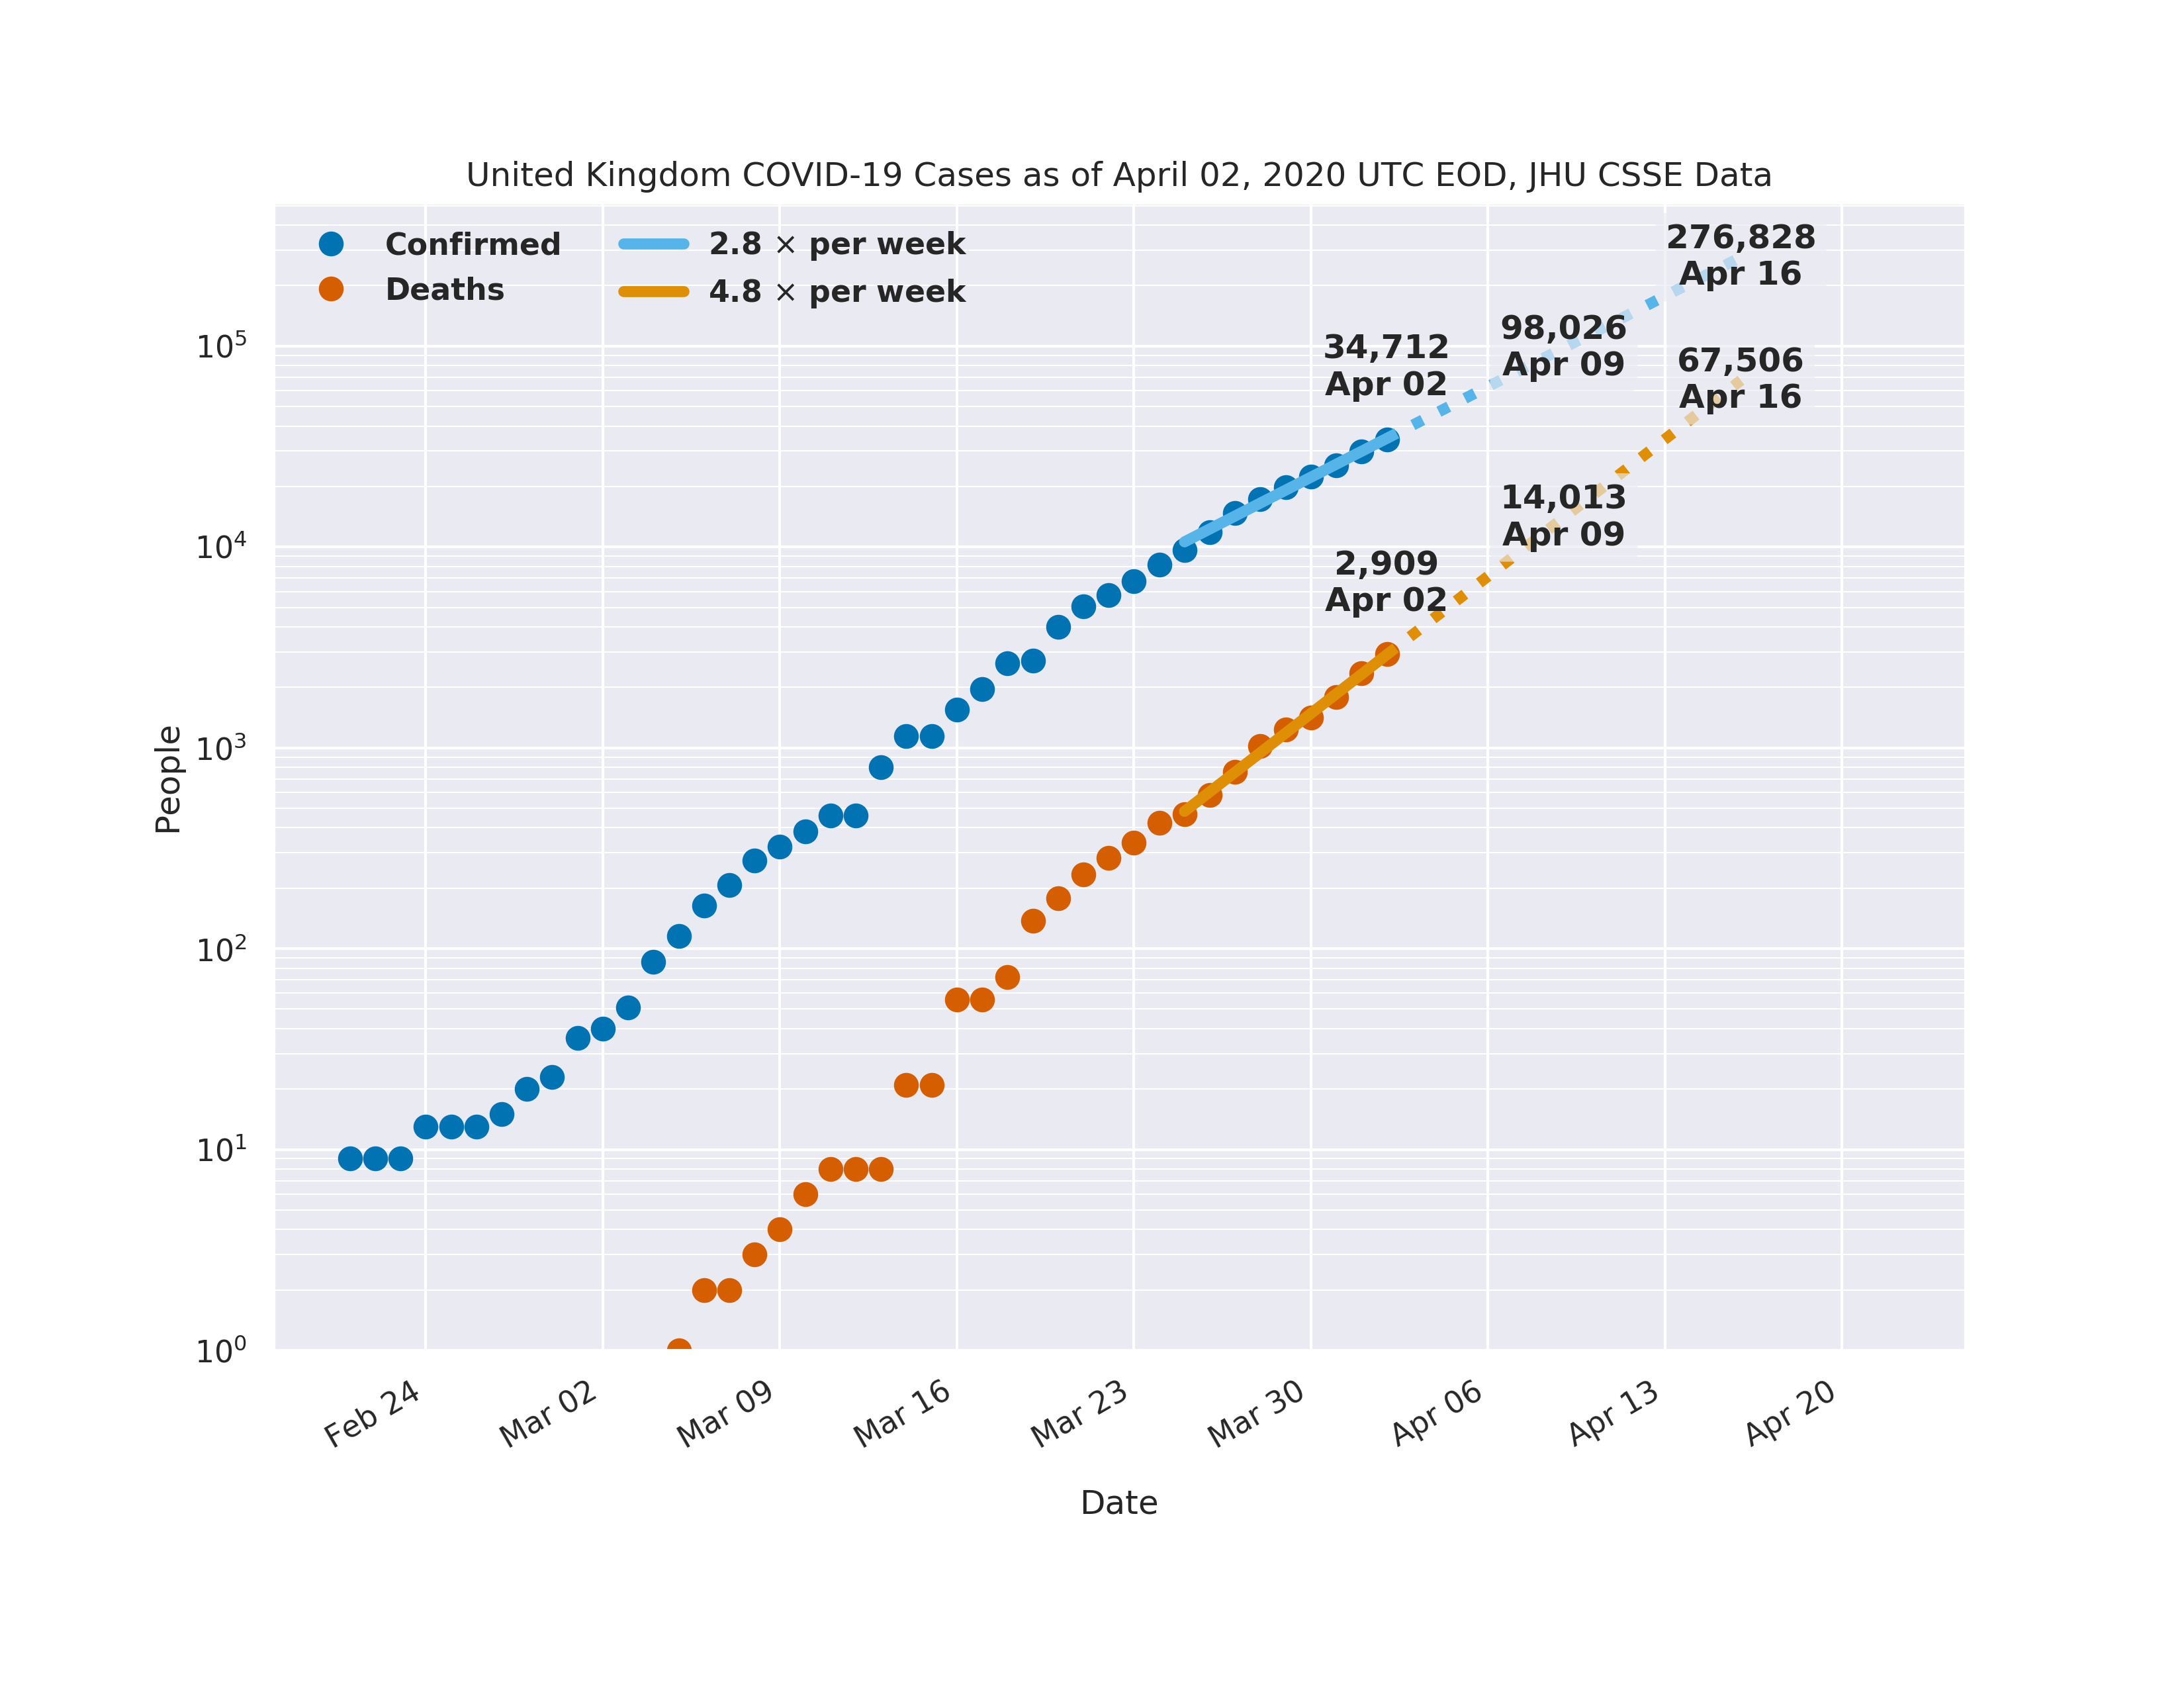 United Kingdom COVID-19 Cases as of April 02, 2020 UTC EOD, JHU CSSE Data
Confirmed
Deaths
2.8 × per week
4.8 × per week
276,828
Apr 16
98,026
Apr 09
34,712
Apr 02
67,506
Apr 16
14,013
Apr 09
2,909
Apr 02
People
10⁵
10⁴
10³
10²
10¹
10⁰
Feb 24
Mar 02
Mar 09
Mar 16
Mar 23
Mar 30
Apr 06
Apr 13
Apr 20
Date